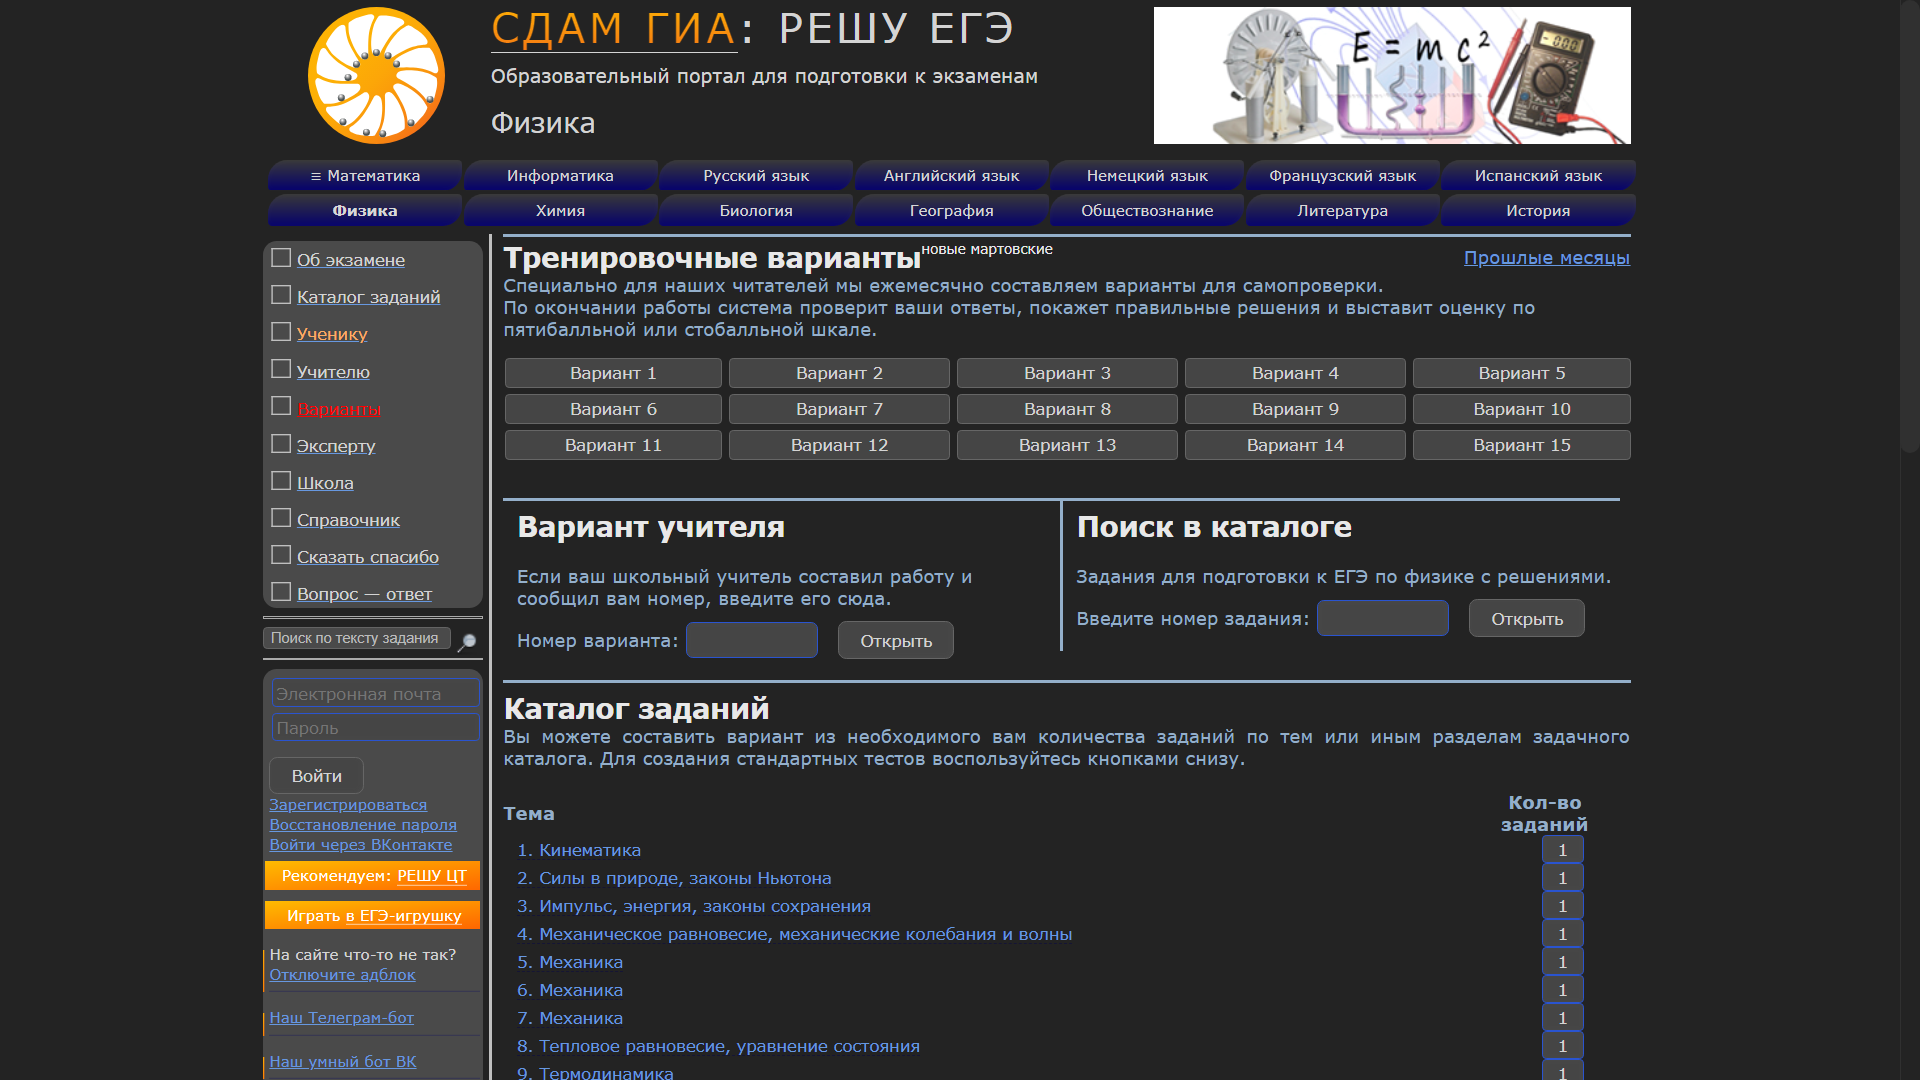 СДАМ ГИА: РЕШУ ЕГЭ
Образовательный портал для подготовки к экзаменам
Физика
E = mc²
≡ Математика
Информатика
Русский язык
Английский язык
Немецкий язык
Французский язык
Испанский язык
Физика
Химия
Биология
География
Обществознание
Литература
История
Об экзамене
Каталог заданий
Ученику
Учителю
Варианты
Эксперту
Школа
Справочник
Сказать спасибо
Вопрос — ответ
Поиск по тексту задания
Электронная почта
Пароль
Войти
Зарегистрироваться
Восстановление пароля
Войти через ВКонтакте
Рекомендуем: РЕШУ ЦТ
Играть в ЕГЭ-игрушку
На сайте что-то не так?
Отключите адблок
Наш Телеграм-бот
Наш умный бот ВК
Тренировочные варианты новые мартовские
Прошлые месяцы
Специально для наших читателей мы ежемесячно составляем варианты для самопроверки.
По окончании работы система проверит ваши ответы, покажет правильные решения и выставит оценку по
пятибалльной или стобалльной шкале.
Вариант 1
Вариант 2
Вариант 3
Вариант 4
Вариант 5
Вариант 6
Вариант 7
Вариант 8
Вариант 9
Вариант 10
Вариант 11
Вариант 12
Вариант 13
Вариант 14
Вариант 15
Вариант учителя
Если ваш школьный учитель составил работу и
сообщил вам номер, введите его сюда.
Номер варианта:
Открыть
Поиск в каталоге
Задания для подготовки к ЕГЭ по физике с решениями.
Введите номер задания:
Открыть
Каталог заданий
Вы можете составить вариант из необходимого вам количества заданий по тем или иным разделам задачного
каталога. Для создания стандартных тестов воспользуйтесь кнопками снизу.
Тема
Кол-во
заданий
1. Кинематика 1
2. Силы в природе, законы Ньютона 1
3. Импульс, энергия, законы сохранения 1
4. Механическое равновесие, механические колебания и волны 1
5. Механика 1
6. Механика 1
7. Механика 1
8. Тепловое равновесие, уравнение состояния 1
9. Термодинамика 1